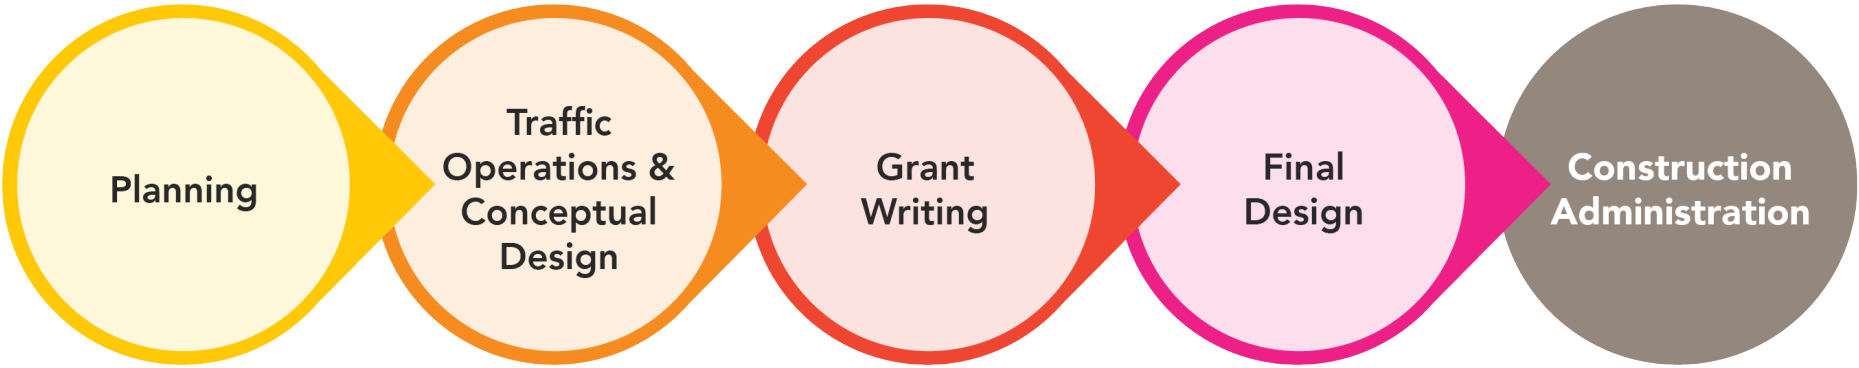 Planning
Traffic
Operations &
Conceptual
Design
Grant
Writing
Final
Design
Construction
Administration